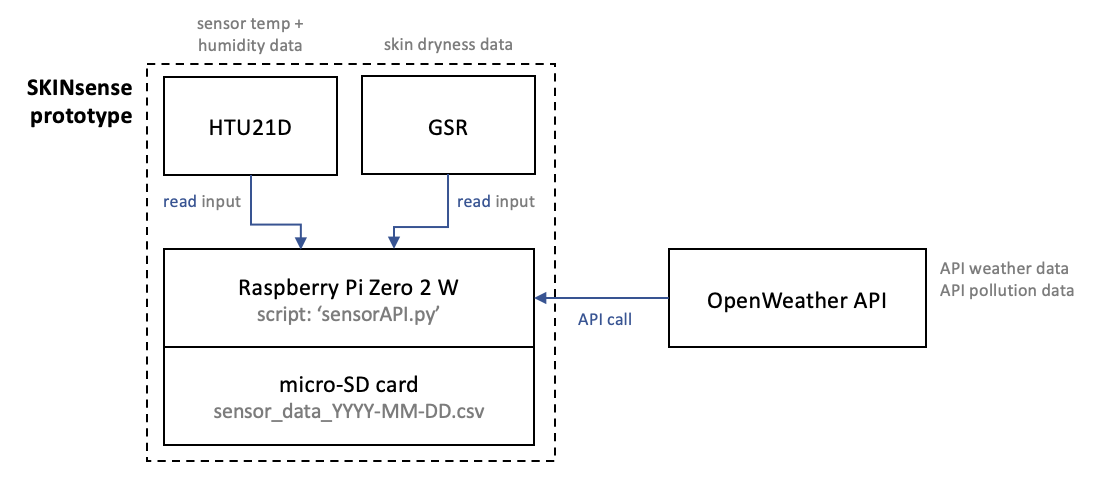 sensor temp +
humidity data
skin dryness data
SKINsense
prototype
HTU21D
GSR
read input
read input
Raspberry Pi Zero 2 W
script: ‘sensorAPI.py’
API call
OpenWeather API
API weather data
API pollution data
micro-SD card
sensor_data_YYYY-MM-DD.csv